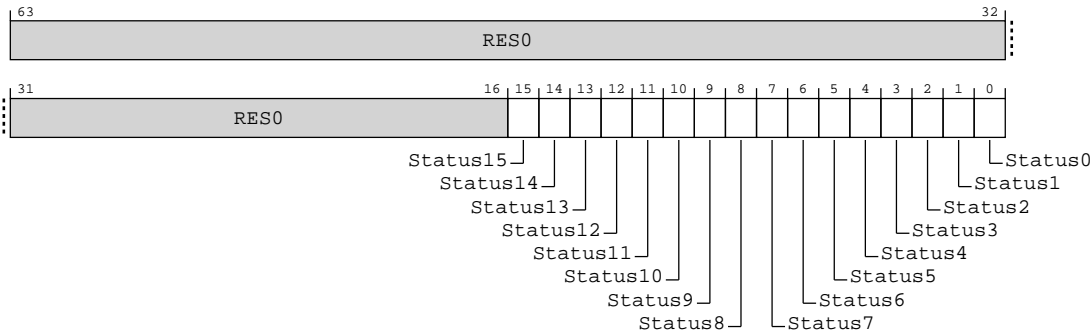 63 32
RES0
31 16 15 14 13 12 11 10 9 8 7 6 5 4 3 2 1 0
RES0
Status15 Status0
Status14 Status1
Status13 Status2
Status12 Status3
Status11 Status4
Status10 Status5
Status9 Status6
Status8 Status7